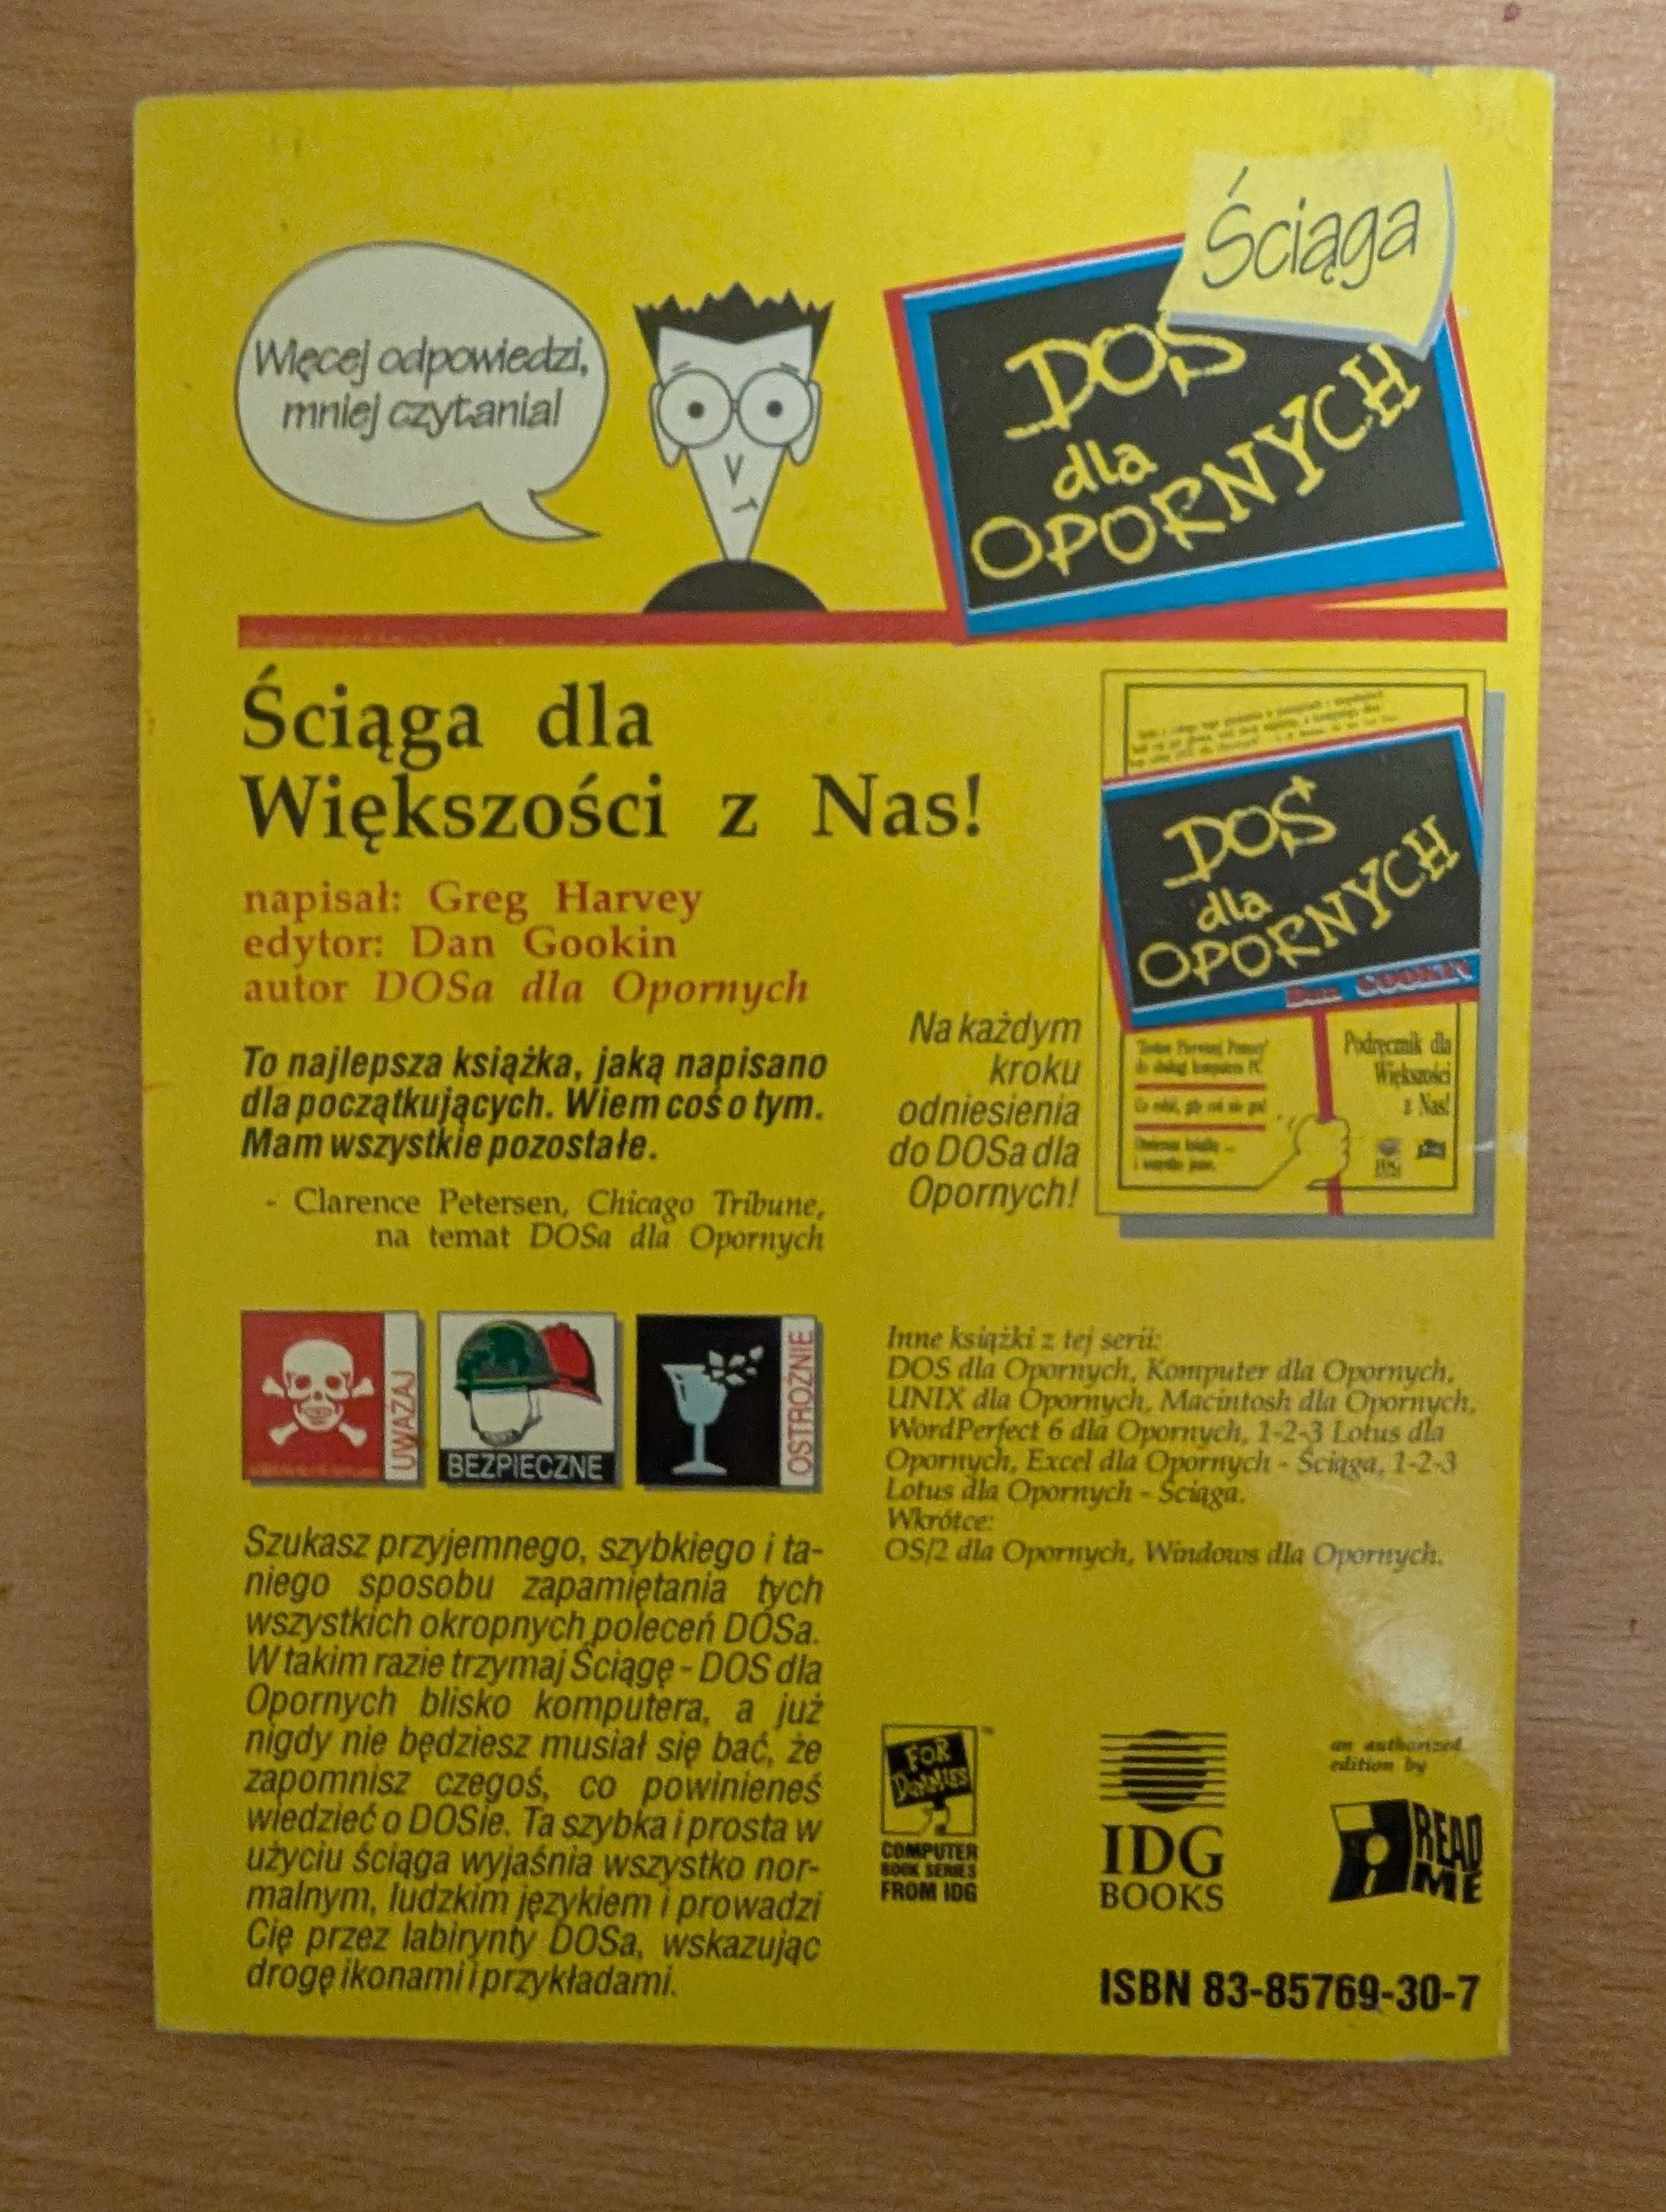 Ściąga
Więcej odpowiedzi,
mniej czytania!
DOS
dla
OPORNYCH
Ściąga dla
Większości z Nas!
napisał: Greg Harvey
edytor: Dan Gookin
autor DOSa dla Opornych
To najlepsza książka, jaką napisano
dla początkujących. Wiem coś o tym.
Mam wszystkie pozostałe.
- Clarence Petersen, Chicago Tribune,
na temat DOSa dla Opornych
Na każdym
kroku
odniesienia
do DOSa dla
Opornych!
DOS
dla
OPORNYCH
Dan GOOKIN
Podręcznik dla
Większości
z Nas!
UWAŻAJ
BEZPIECZNE
OSTROŻNIE
Szukasz przyjemnego, szybkiego i ta-
niego sposobu zapamiętania tych
wszystkich okropnych poleceń DOSa.
W takim razie trzymaj Ściągę - DOS dla
Opornych blisko komputera, a już
nigdy nie będziesz musiał się bać, że
zapomnisz czegoś, co powinieneś
wiedzieć o DOSie. Ta szybka i prosta w
użyciu ściąga wyjaśnia wszystko nor-
malnym, ludzkim językiem i prowadzi
Cię przez labirynty DOSa, wskazując
drogę ikonami i przykładami.
Inne książki z tej serii:
DOS dla Opornych, Komputer dla Opornych,
UNIX dla Opornych, Macintosh dla Opornych,
WordPerfect 6 dla Opornych, 1-2-3 Lotus dla
Opornych, Excel dla Opornych - Ściąga, 1-2-3
Lotus dla Opornych - Ściąga.
Wkrótce:
OS/2 dla Opornych, Windows dla Opornych.
FOR
DUMMIES
™
COMPUTER
BOOK SERIES
FROM IDG
IDG
BOOKS
an authorized
edition by
READ
ME
ISBN 83-85769-30-7